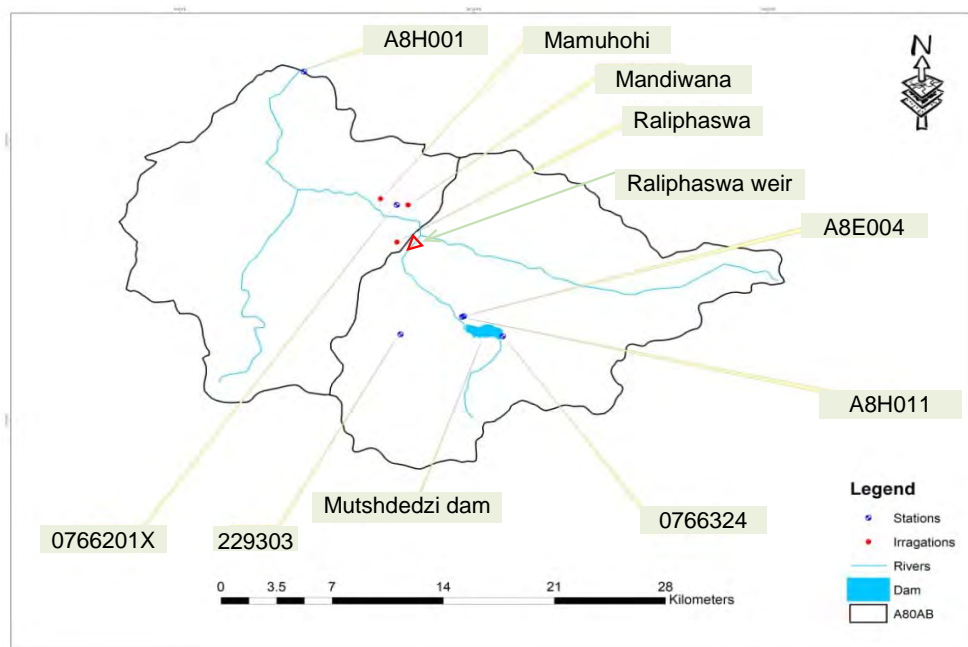 A8H001
Mamuhohi
N
Mandiwana
Raliphaswa
Raliphaswa weir
A8E004
A8H011
Mutshdedzi dam
0766201X
229303
0766324
Legend
Stations
Irragations
Rivers
Dam
A80AB
0 3.5 7 14 21 28
Kilometers